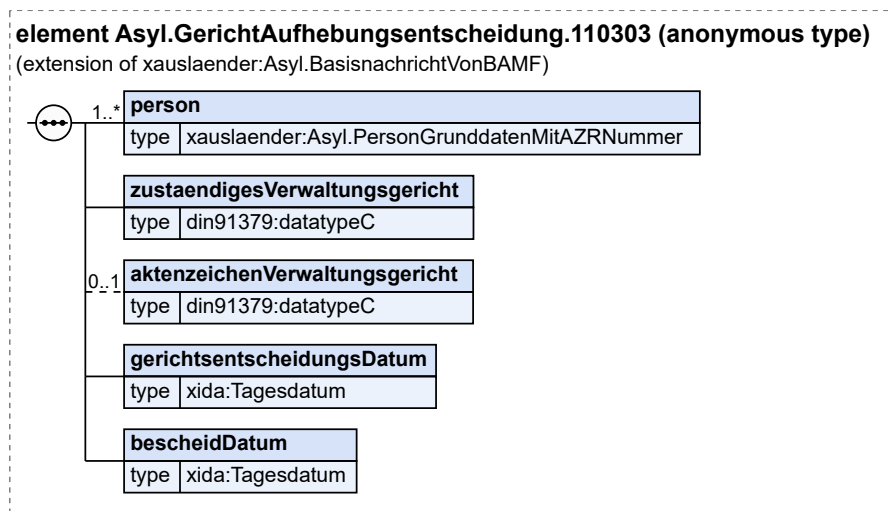 element Asyl.GerichtAufhebungsentscheidung.110303 (anonymous type)
(extension of xauslaender:Asyl.BasisnachrichtVonBAMF)
1..*
person
type xauslaender:Asyl.PersonGrunddatenMitAZRNummer
zustaendigesVerwaltungsgericht
type din91379:datatypeC
0..1
aktenzeichenVerwaltungsgericht
type din91379:datatypeC
gerichtsentscheidungsDatum
type xida:Tagesdatum
bescheidDatum
type xida:Tagesdatum